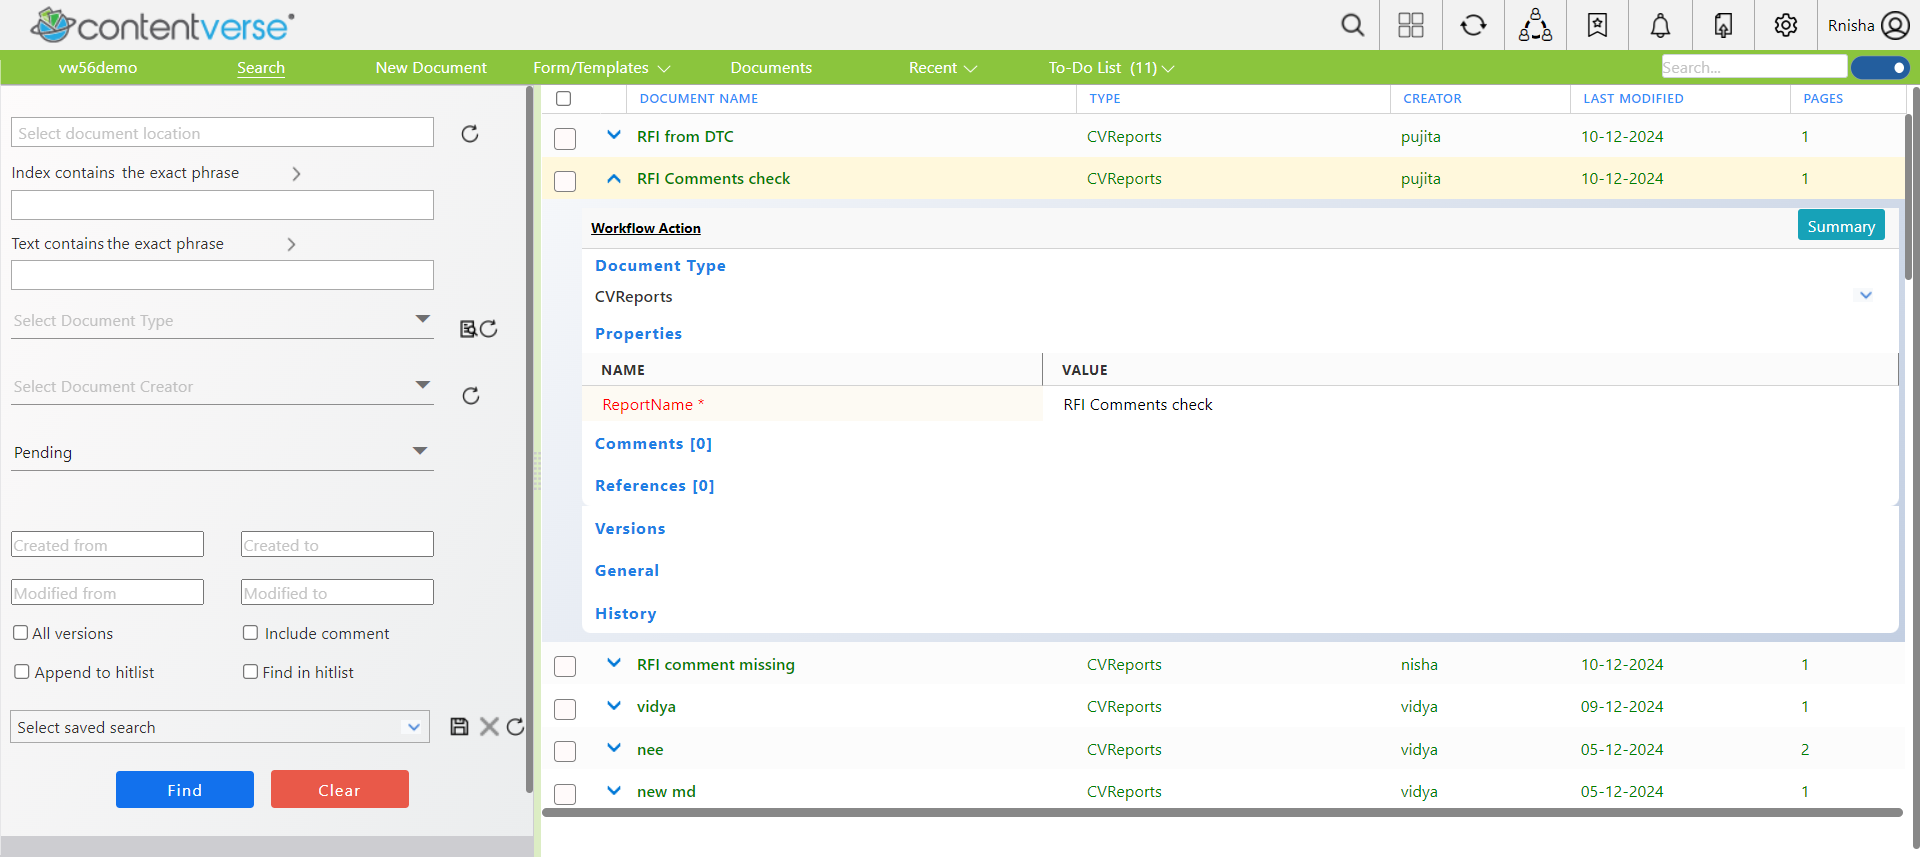 contentverse
Rnisha
vw56demo Search New Document Form/Templates Documents Recent To-Do List (11) Search...
Select document location
Index contains the exact phrase
Text contains the exact phrase
Select Document Type
Select Document Creator
Pending
Created from Created to
Modified from Modified to
All versions Include comment
Append to hitlist Find in hitlist
Select saved search
Find Clear
DOCUMENT NAME TYPE CREATOR LAST MODIFIED PAGES
RFI from DTC CVReports pujita 10-12-2024 1
RFI Comments check CVReports pujita 10-12-2024 1
Workflow Action Summary
Document Type
CVReports
Properties
NAME VALUE
ReportName * RFI Comments check
Comments [0]
References [0]
Versions
General
History
RFI comment missing CVReports nisha 10-12-2024 1
vidya CVReports vidya 09-12-2024 1
nee CVReports vidya 05-12-2024 2
new md CVReports vidya 05-12-2024 1